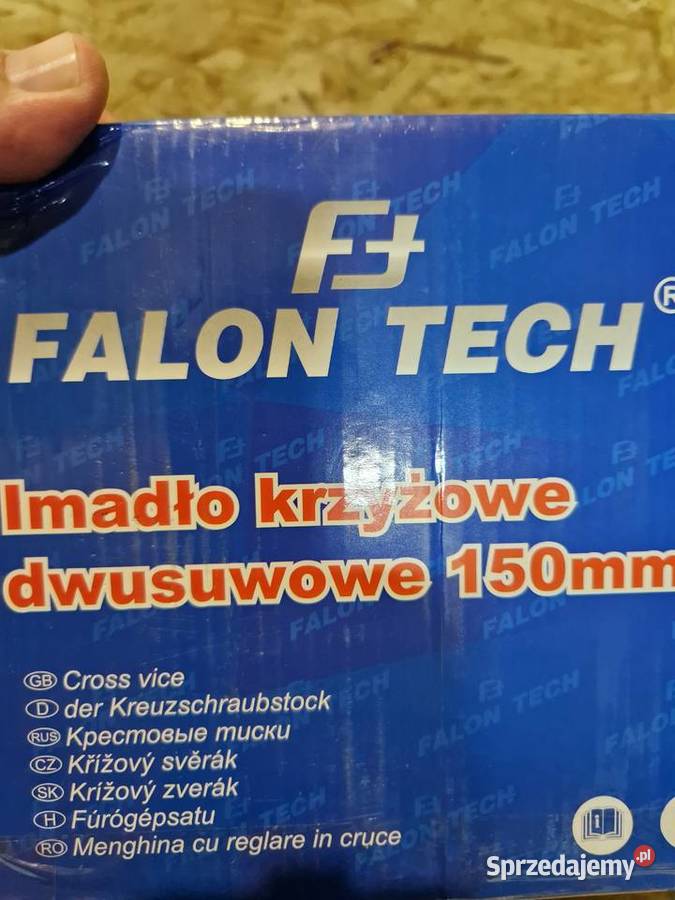 FALON TECH
®
Imadło krzyżowe
dwusuwowe 150mm
GB Cross vice
D der Kreuzschraubstock
RUS Крестовые тиски
CZ Křížový svěrák
SK Krížový zverák
H Fúrógépsatu
RO Menghina cu reglare in cruce
Sprzedajemy.pl